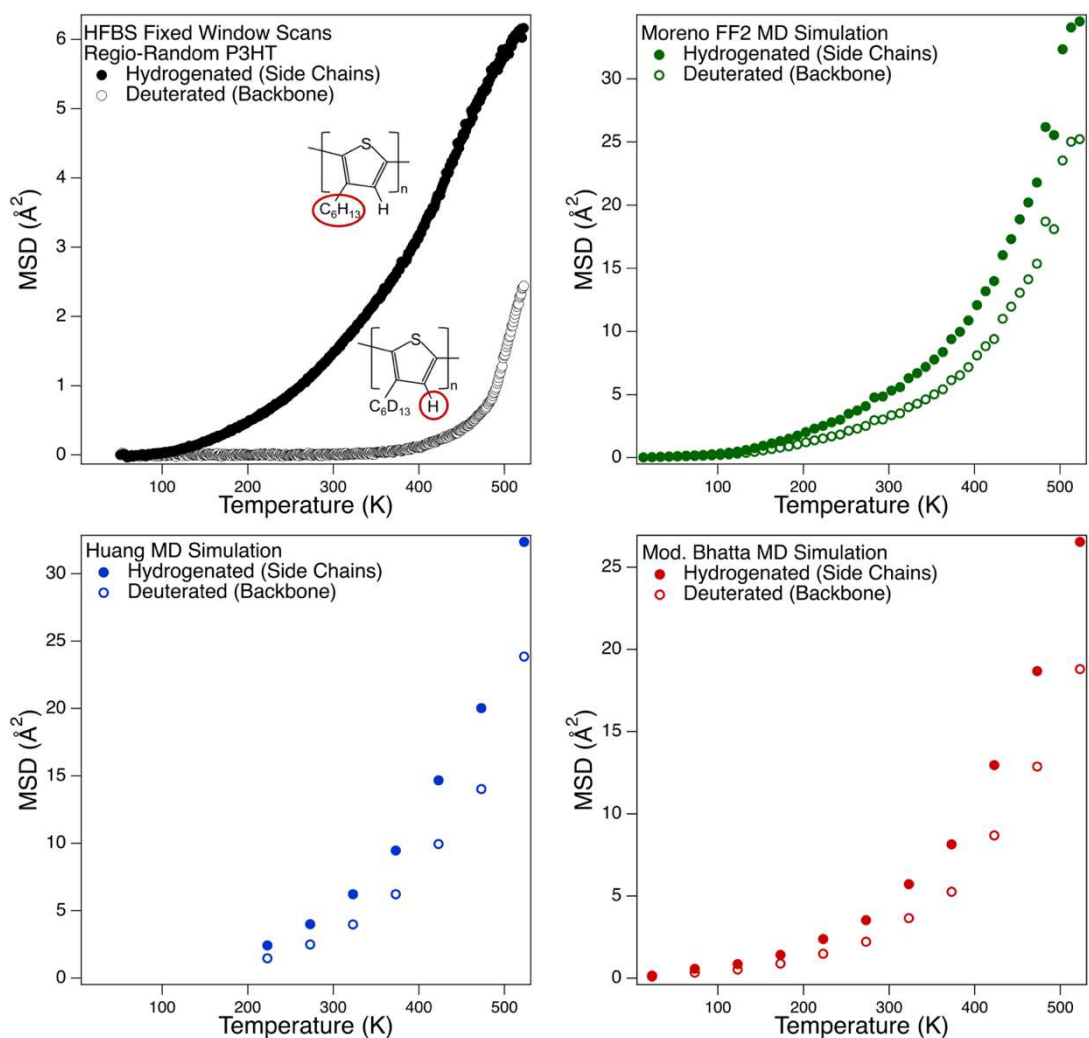 HFBS Fixed Window Scans
Regio-Random P3HT
Hydrogenated (Side Chains)
Deuterated (Backbone)
6
5
4
3
2
1
0
MSD (Å²)
S
n
C₆H₁₃
H
S
n
C₆D₁₃
H
100
200
300
400
500
Temperature (K)
Moreno FF2 MD Simulation
Hydrogenated (Side Chains)
Deuterated (Backbone)
30
25
20
15
10
5
0
MSD (Å²)
100
200
300
400
500
Temperature (K)
Huang MD Simulation
Hydrogenated (Side Chains)
Deuterated (Backbone)
30
25
20
15
10
5
0
MSD (Å²)
100
200
300
400
500
Temperature (K)
Mod. Bhatta MD Simulation
Hydrogenated (Side Chains)
Deuterated (Backbone)
25
20
15
10
5
0
MSD (Å²)
100
200
300
400
500
Temperature (K)